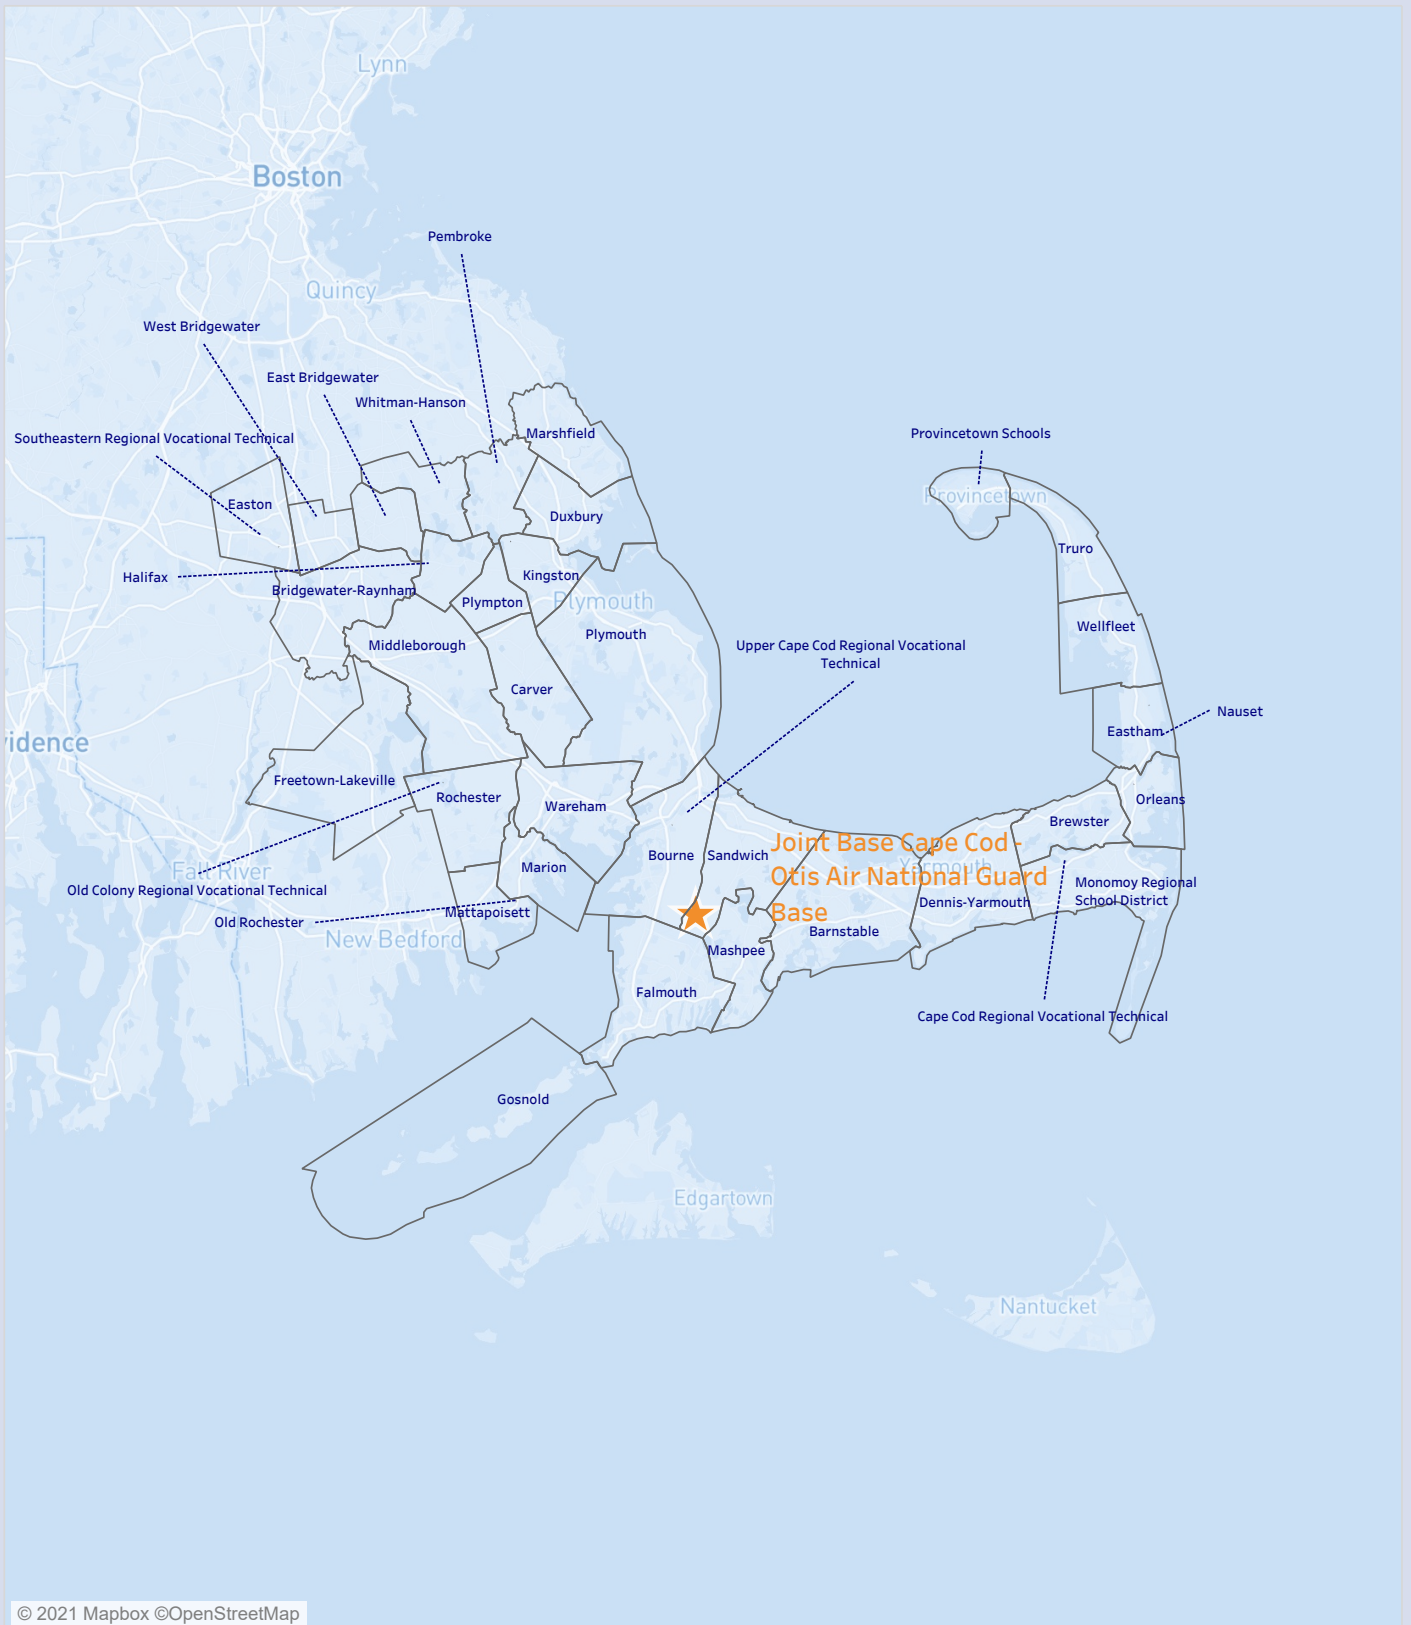 Lynn
Boston
Pembroke
Quincy
West Bridgewater
East Bridgewater
Whitman-Hanson
Marshfield
Provincetown Schools
Southeastern Regional Vocational Technical
Provincetown
Easton
Duxbury
Truro
Halifax
Kingston
Bridgewater-Raynham
Plympton
Plymouth
Wellfleet
Plymouth
Middleborough
Upper Cape Cod Regional Vocational
Technical
Carver
Nauset
Eastham
vidence
Freetown-Lakeville
Rochester
Wareham
Orleans
Brewster
Joint Base Cape Cod -
Otis Air National Guard
Base
Bourne
Sandwich
Yarmouth
Marion
Fall River
Old Colony Regional Vocational Technical
Monomoy Regional
School District
Dennis-Yarmouth
Mattapoisett
Old Rochester
Barnstable
New Bedford
Mashpee
Falmouth
Cape Cod Regional Vocational Technical
Gosnold
Edgartown
Nantucket
© 2021 Mapbox ©OpenStreetMap